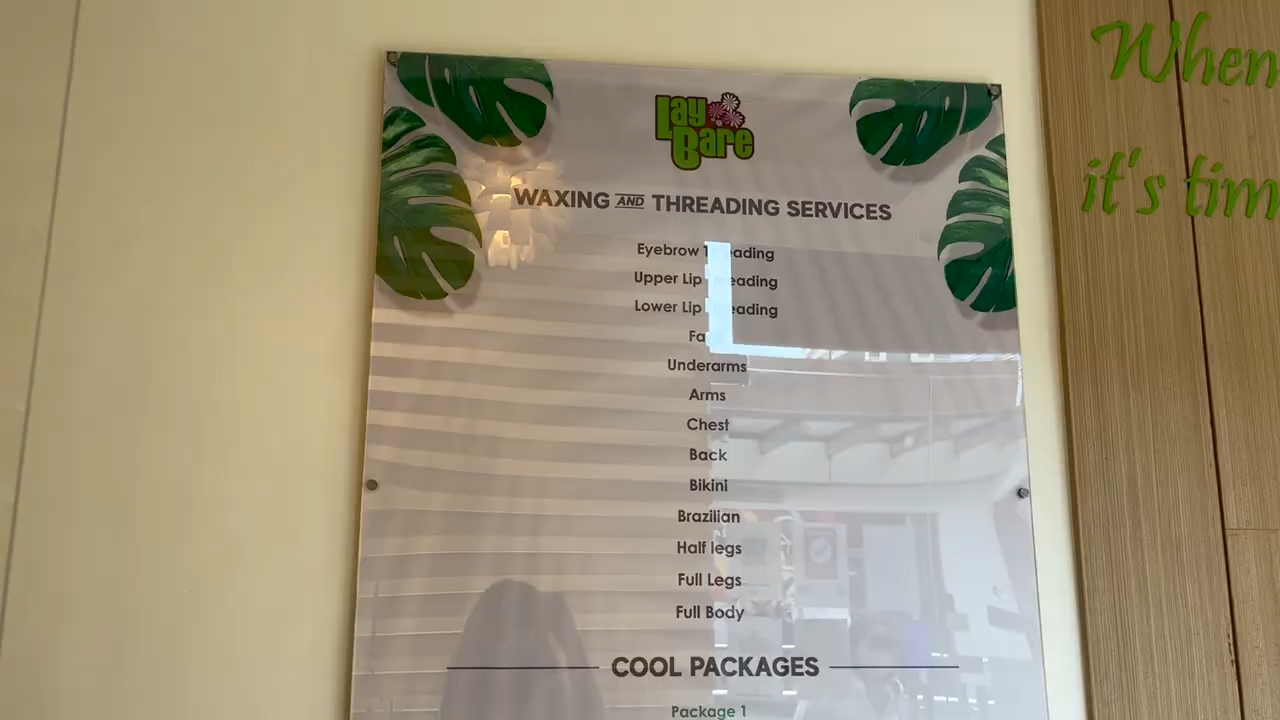 Lay
Bare
WAXING AND THREADING SERVICES
Eyebrow
Upper Lip
Lower Lip
Underarms
Arms
Chest
Back
Bikini
Brazilian
Half legs
Full Legs
Full Body
COOL PACKAGES
Package 1
When
it's